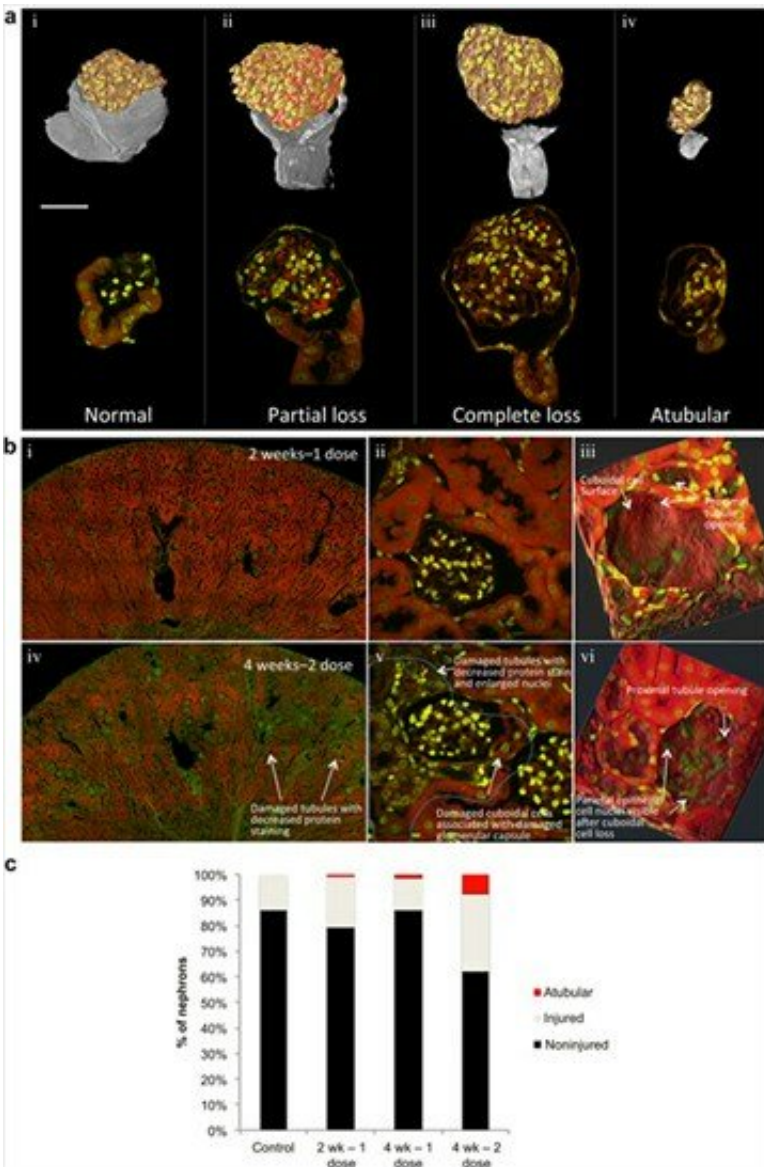 a
i
ii
iii
iv
Normal
Partial loss
Complete loss
Atubular
b
i
2 weeks–1 dose
ii
iii
Cuboidal cell
Surface
tubule
opening
iv
4 weeks–2 dose
Damaged tubules with
decreased protein
staining
v
Damaged tubules with
decreased protein stain
and enlarged nuclei
Damaged cuboidal cells
associated with damaged
glomerular capsule
vi
Proximal tubule opening
Parietal epithelial
cell nuclei visible
after cuboidal
cell loss
c
% of nephrons
100%
90%
80%
70%
60%
50%
40%
30%
20%
10%
0%
Control
2 wk – 1
dose
4 wk – 1
dose
4 wk – 2
dose
Atubular
Injured
Noninjured